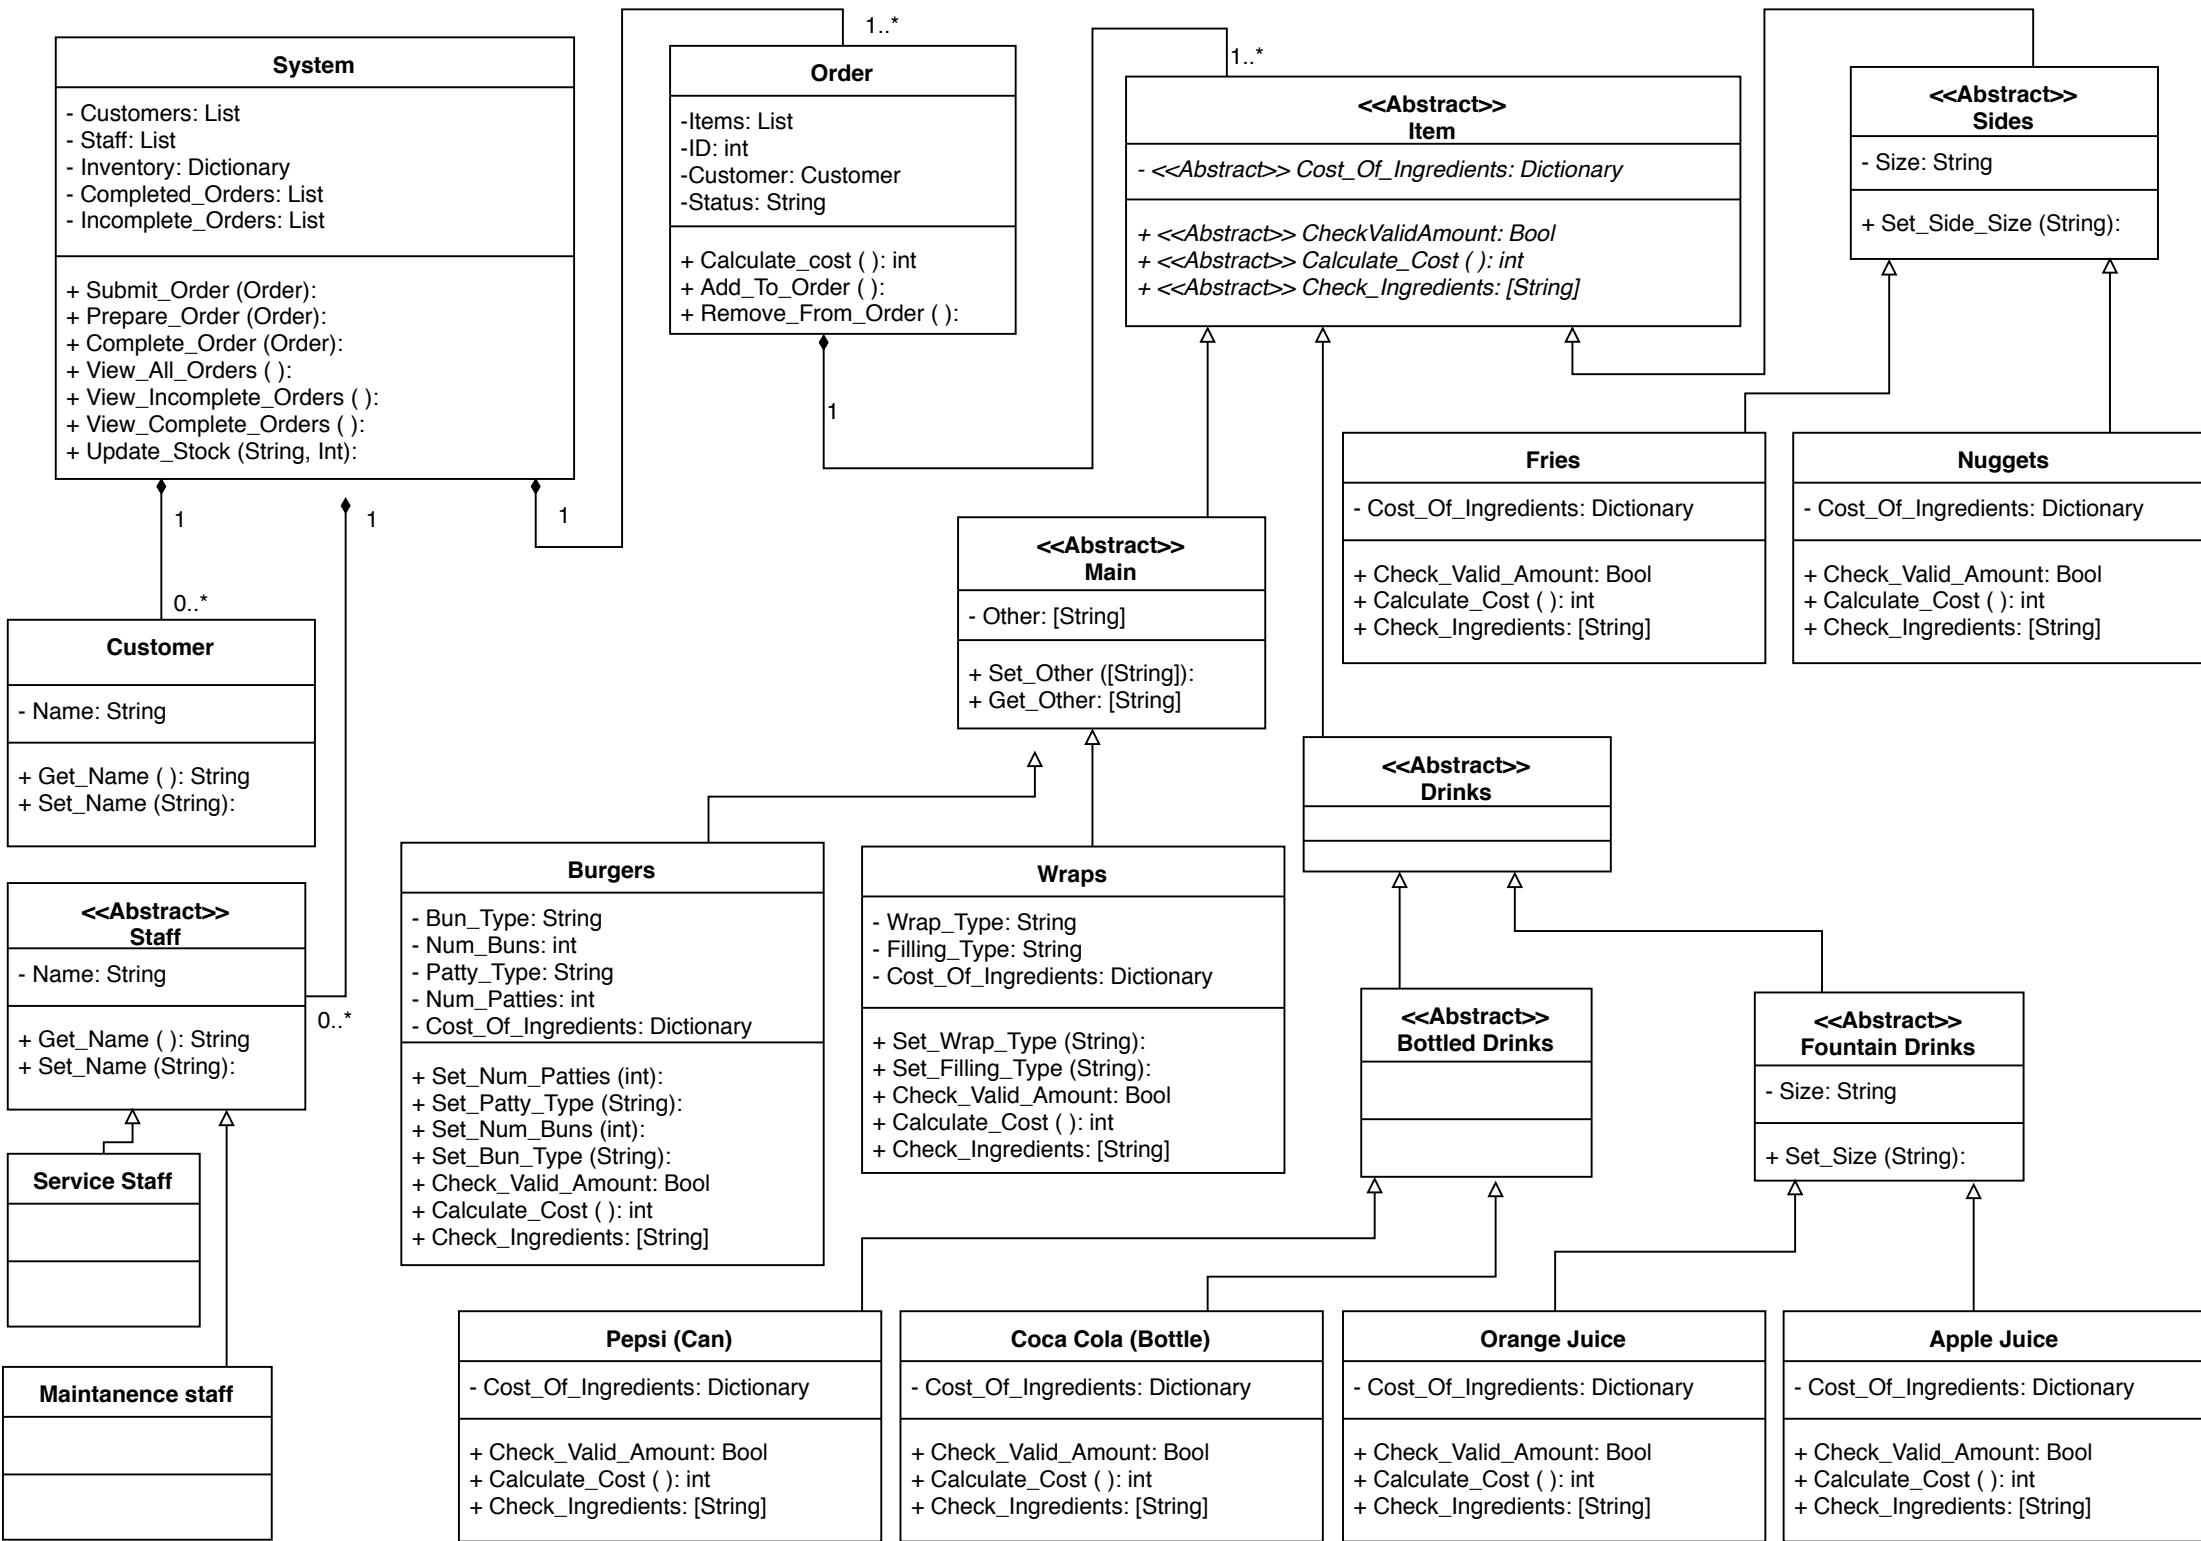 System
- Customers: List
- Staff: List
- Inventory: Dictionary
- Completed_Orders: List
- Incomplete_Orders: List
+ Submit_Order (Order):
+ Prepare_Order (Order):
+ Complete_Order (Order):
+ View_All_Orders ( ):
+ View_Incomplete_Orders ( ):
+ View_Complete_Orders ( ):
+ Update_Stock (String, Int):
1
1
1
1..*
Order
-Items: List
-ID: int
-Customer: Customer
-Status: String
+ Calculate_cost ( ): int
+ Add_To_Order ( ):
+ Remove_From_Order ( ):
1
1..*
<<Abstract>>
Item
- <<Abstract>> Cost_Of_Ingredients: Dictionary
+ <<Abstract>> CheckValidAmount: Bool
+ <<Abstract>> Calculate_Cost ( ): int
+ <<Abstract>> Check_Ingredients: [String]
<<Abstract>>
Sides
- Size: String
+ Set_Side_Size (String):
Fries
- Cost_Of_Ingredients: Dictionary
+ Check_Valid_Amount: Bool
+ Calculate_Cost ( ): int
+ Check_Ingredients: [String]
Nuggets
- Cost_Of_Ingredients: Dictionary
+ Check_Valid_Amount: Bool
+ Calculate_Cost ( ): int
+ Check_Ingredients: [String]
<<Abstract>>
Main
- Other: [String]
+ Set_Other ([String]):
+ Get_Other: [String]
0..*
Customer
- Name: String
+ Get_Name ( ): String
+ Set_Name (String):
<<Abstract>>
Staff
- Name: String
+ Get_Name ( ): String
+ Set_Name (String):
0..*
Service Staff
Maintanence staff
Burgers
- Bun_Type: String
- Num_Buns: int
- Patty_Type: String
- Num_Patties: int
- Cost_Of_Ingredients: Dictionary
+ Set_Num_Patties (int):
+ Set_Patty_Type (String):
+ Set_Num_Buns (int):
+ Set_Bun_Type (String):
+ Check_Valid_Amount: Bool
+ Calculate_Cost ( ): int
+ Check_Ingredients: [String]
Wraps
- Wrap_Type: String
- Filling_Type: String
- Cost_Of_Ingredients: Dictionary
+ Set_Wrap_Type (String):
+ Set_Filling_Type (String):
+ Check_Valid_Amount: Bool
+ Calculate_Cost ( ): int
+ Check_Ingredients: [String]
<<Abstract>>
Drinks
<<Abstract>>
Bottled Drinks
<<Abstract>>
Fountain Drinks
- Size: String
+ Set_Size (String):
Pepsi (Can)
- Cost_Of_Ingredients: Dictionary
+ Check_Valid_Amount: Bool
+ Calculate_Cost ( ): int
+ Check_Ingredients: [String]
Coca Cola (Bottle)
- Cost_Of_Ingredients: Dictionary
+ Check_Valid_Amount: Bool
+ Calculate_Cost ( ): int
+ Check_Ingredients: [String]
Orange Juice
- Cost_Of_Ingredients: Dictionary
+ Check_Valid_Amount: Bool
+ Calculate_Cost ( ): int
+ Check_Ingredients: [String]
Apple Juice
- Cost_Of_Ingredients: Dictionary
+ Check_Valid_Amount: Bool
+ Calculate_Cost ( ): int
+ Check_Ingredients: [String]